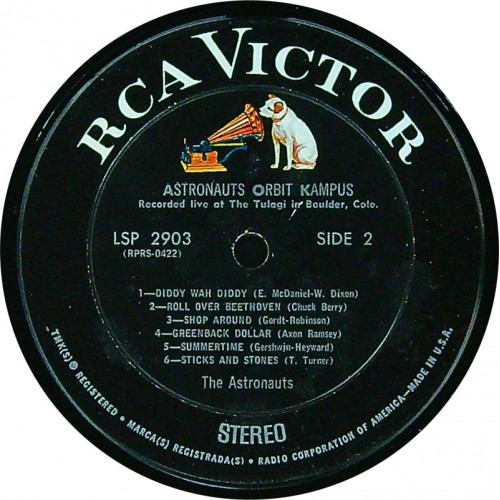 RCA VICTOR
ASTRONAUTS ORBIT KAMPUS
Recorded live at The Tulagi in Boulder, Colo.
LSP 2903
(RPRS-0422)
SIDE 2
1—DIDDY WAH DIDDY (E. McDaniel-W. Dixon)
2—ROLL OVER BEETHOVEN (Chuck Berry)
3—SHOP AROUND (Gordt-Robinson)
4—GREENBACK DOLLAR (Axon Ramsey)
5—SUMMERTIME (Gershwin-Heyward)
6—STICKS AND STONES (T. Turner)
The Astronauts
STEREO
TMK(S) ® REGISTERED • MARCA(S) REGISTRADA(S) • RADIO CORPORATION OF AMERICA—MADE IN U.S.A.